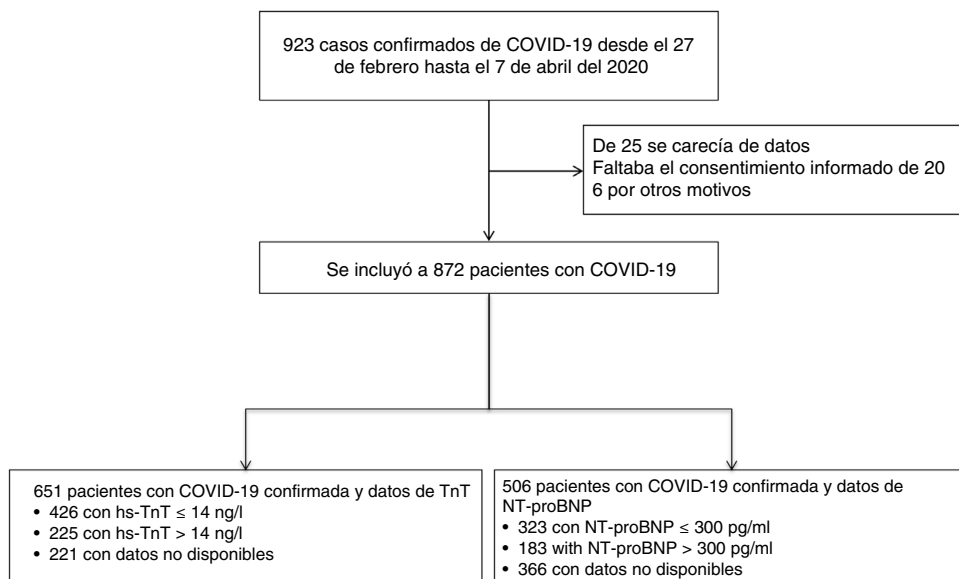 923 casos confirmados de COVID-19 desde el 27
de febrero hasta el 7 de abril del 2020
De 25 se carecía de datos
Faltaba el consentimiento informado de 20
6 por otros motivos
Se incluyó a 872 pacientes con COVID-19
651 pacientes con COVID-19 confirmada y datos de TnT
• 426 con hs-TnT ≤ 14 ng/l
• 225 con hs-TnT > 14 ng/l
• 221 con datos no disponibles
506 pacientes con COVID-19 confirmada y datos de
NT-proBNP
• 323 con NT-proBNP ≤ 300 pg/ml
• 183 with NT-proBNP > 300 pg/ml
• 366 con datos no disponibles